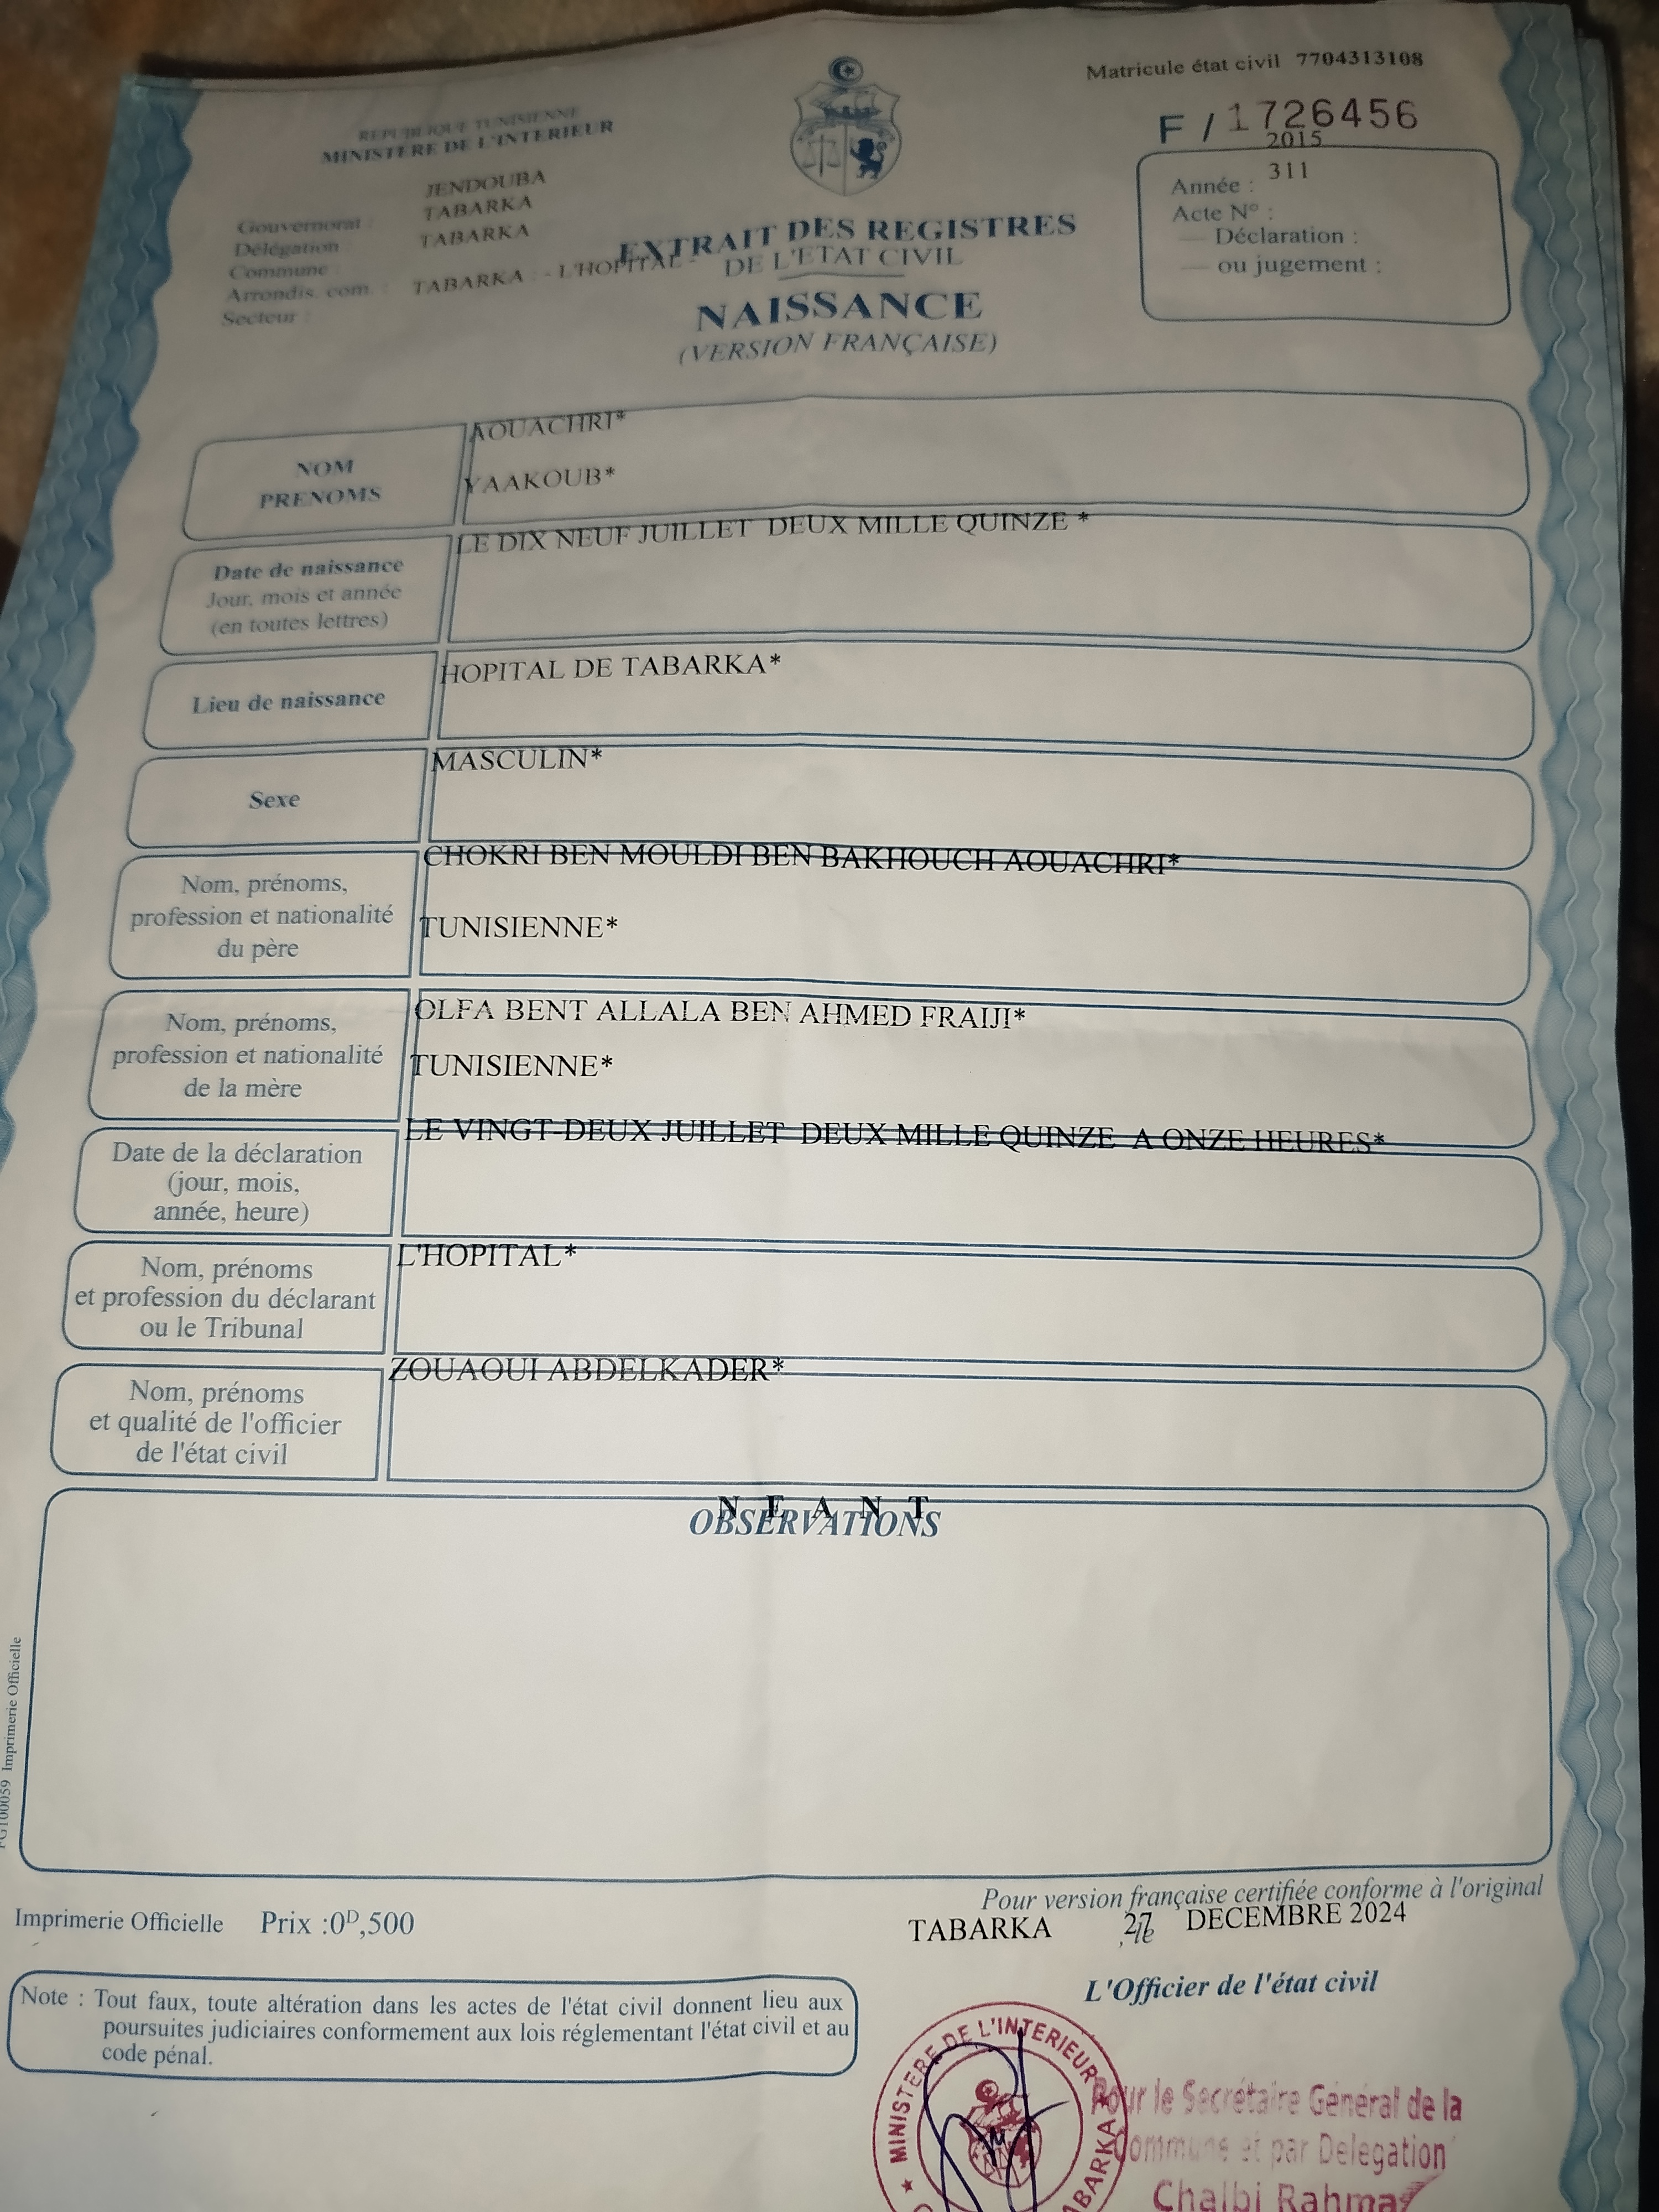 Matricule état civil 7704313108
REPUBLIQUE TUNISIENNE
MINISTERE DE L'INTERIEUR
F / 1726456
2015
Année : 311
Acte N° :
— Déclaration :
— ou jugement :
JENDOUBA
Gouvernorat : TABARKA
Délégation TABARKA
Commune :
Arrondis. com. : TABARKA : - L'HOPITAL -
Secteur :
EXTRAIT DES REGISTRES
DE L'ETAT CIVIL
NAISSANCE
(VERSION FRANÇAISE)
NOM
PRENOMS
AOUACHRI*
YAAKOUB*
LE DIX NEUF JUILLET DEUX MILLE QUINZE *
Date de naissance
Jour, mois et année
(en toutes lettres)
HOPITAL DE TABARKA*
Lieu de naissance
MASCULIN*
Sexe
CHOKRI BEN MOULDI BEN BAKHOUCH AOUACHRI*
Nom, prénoms,
profession et nationalité
du père
TUNISIENNE*
OLFA BENT ALLALA BEN AHMED FRAIJI*
Nom, prénoms,
profession et nationalité
de la mère
TUNISIENNE*
LE VINGT-DEUX JUILLET DEUX MILLE QUINZE A ONZE HEURES*
Date de la déclaration
(jour, mois,
année, heure)
L'HOPITAL*
Nom, prénoms
et profession du déclarant
ou le Tribunal
ZOUAOUI ABDELKADER*
Nom, prénoms
et qualité de l'officier
de l'état civil
N E A N T
OBSERVATIONS
Imprimerie Officielle
Pour version française certifiée conforme à l'original
Imprimerie Officielle Prix :0D,500
TABARKA , le 27 DECEMBRE 2024
L'Officier de l'état civil
Note : Tout faux, toute altération dans les actes de l'état civil donnent lieu aux
poursuites judiciaires conformement aux lois réglementant l'état civil et au
code pénal.
MINISTERE DE L'INTERIEUR
TABARKA
Pour le Secrétaire Général de la
Commune et par Delegation
Chalbi Rahma